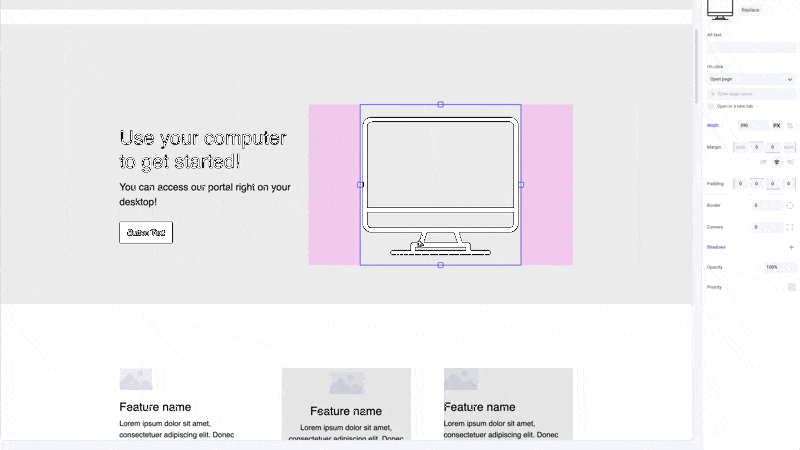 Replace
Alt text
On click
Open page
Enter page name
Open in a new tab
Use your computer
to get started!
You can access our portal right on your
desktop!
Button Text
Width
PX
%
Margin
auto 0 0 auto
Padding
0 0 0 0
Border
0
Corners
0
Shadows
Opacity
100%
Priority
Feature name
Lorem ipsum dolor sit amet,
consectetuer adipiscing elit. Donec
Feature name
Lorem ipsum dolor sit amet,
consectetuer adipiscing elit. Donec
Feature name
Lorem ipsum dolor sit amet,
consectetuer adipiscing elit. Donec